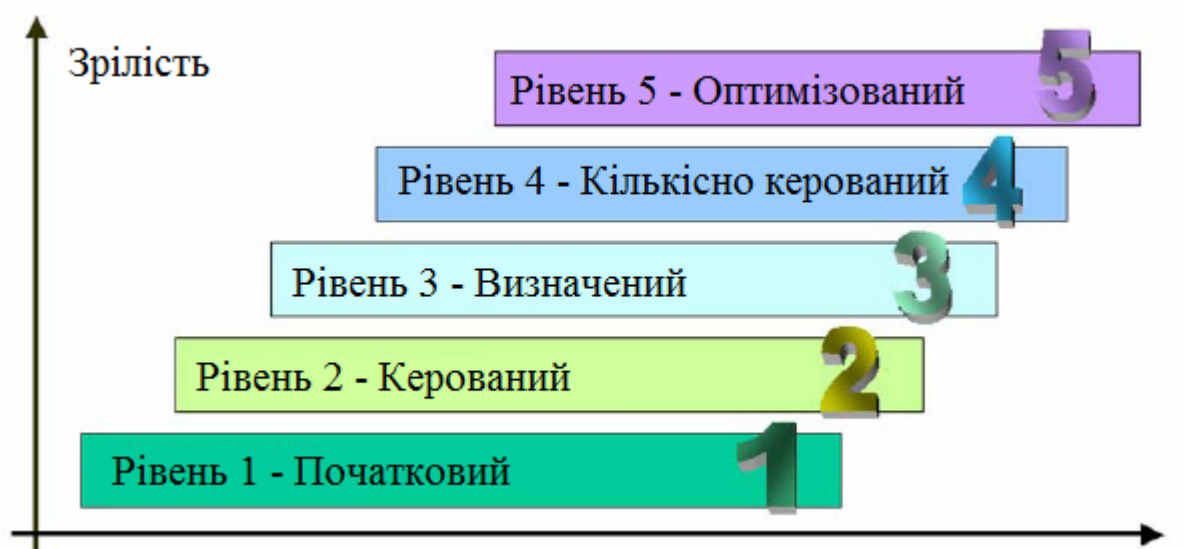 Зрілість
Рівень 5 - Оптимізований 5
Рівень 4 - Кількісно керований 4
Рівень 3 - Визначений 3
Рівень 2 - Керований 2
Рівень 1 - Початковий 1